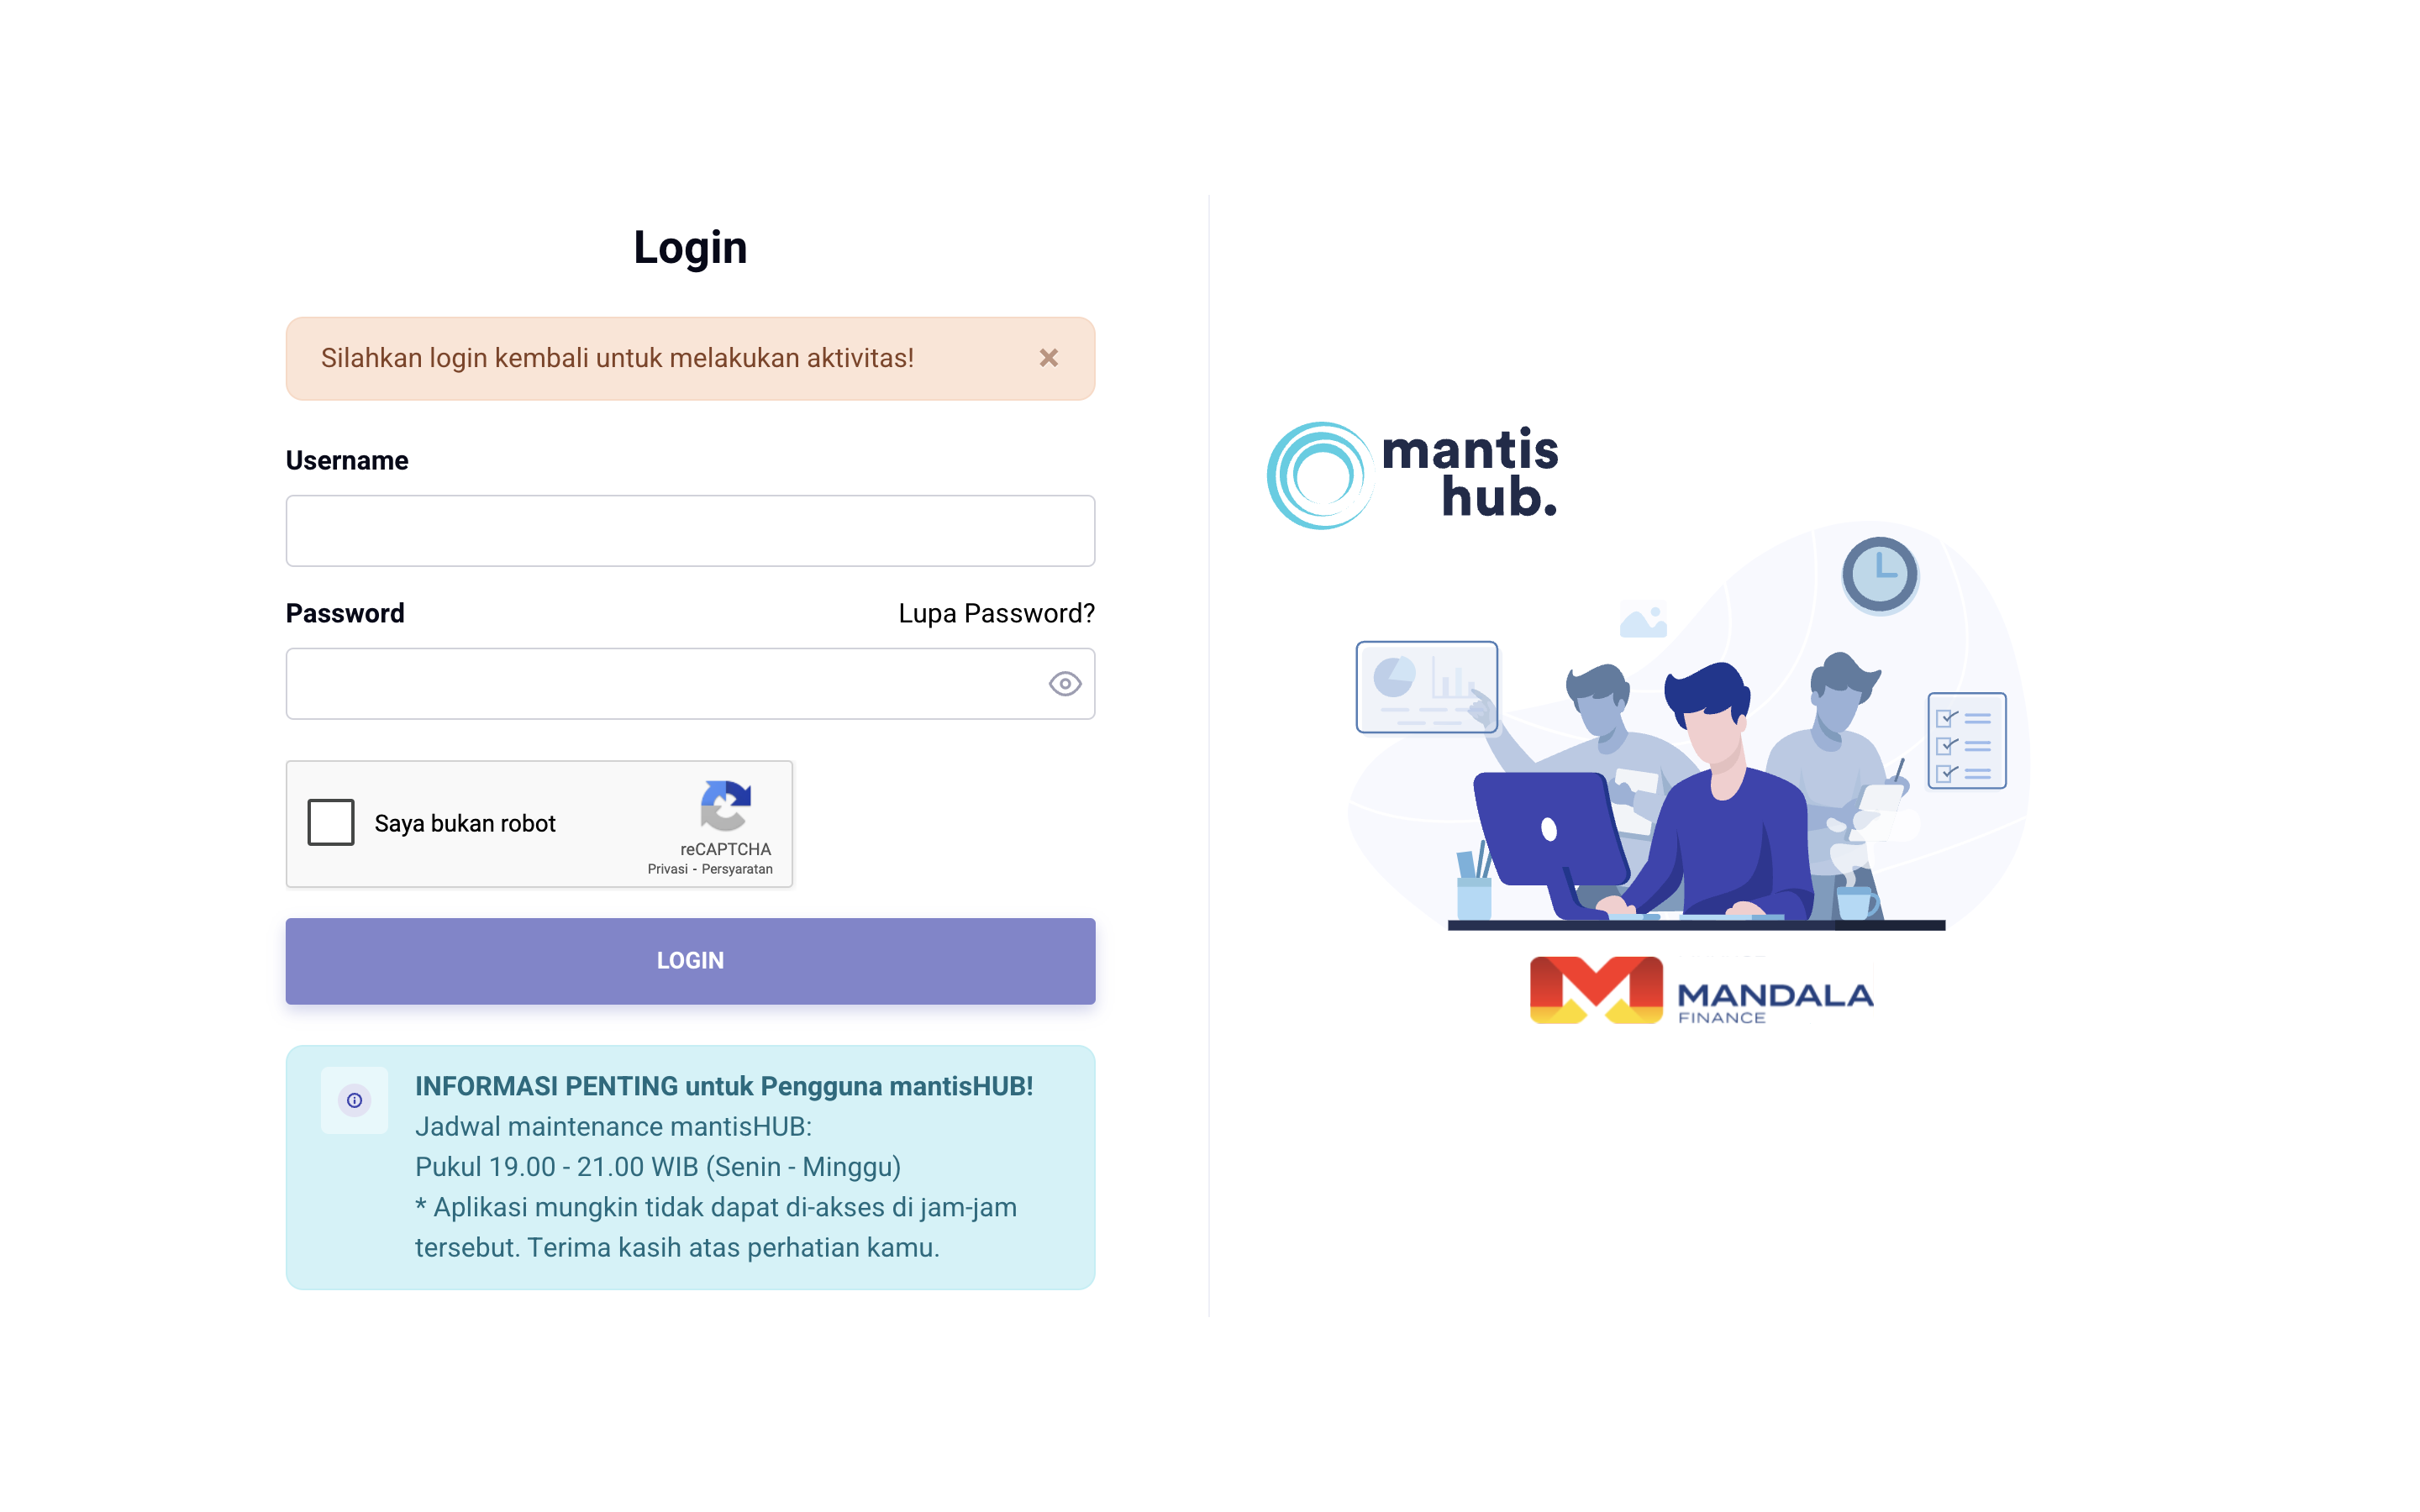 Login
Silahkan login kembali untuk melakukan aktivitas!
Username
Password
Lupa Password?
Saya bukan robot
reCAPTCHA
Privasi - Persyaratan
LOGIN
INFORMASI PENTING untuk Pengguna mantisHUB!
Jadwal maintenance mantisHUB:
Pukul 19.00 - 21.00 WIB (Senin - Minggu)
* Aplikasi mungkin tidak dapat di-akses di jam-jam
tersebut. Terima kasih atas perhatian kamu.
mantis
hub.
MANDALA
FINANCE